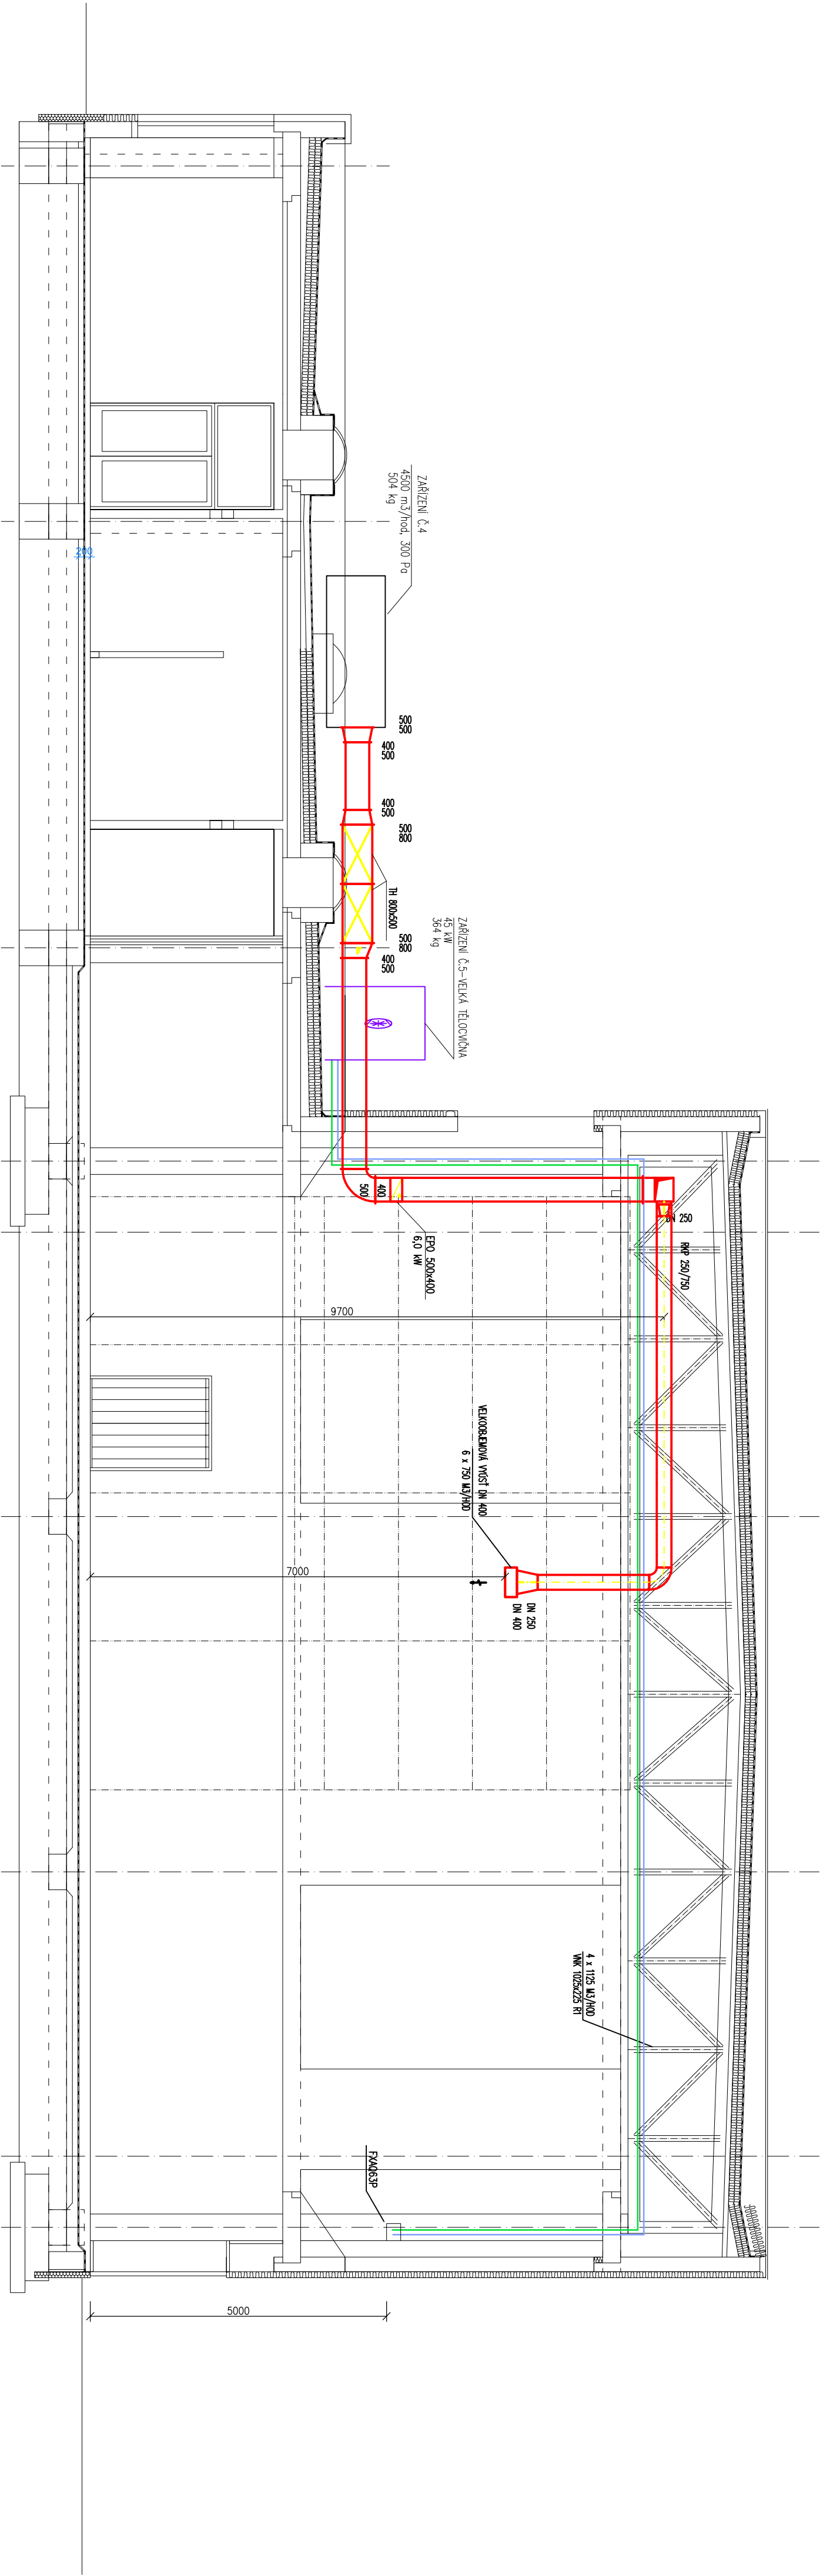 ZAŘÍZENÍ Č.4
4500 m3/hod, 300 Pa
504 kg
200
500
500
400
500
400
500
500
800
TH 800x500
500
800
400
500
ZAŘÍZENÍ Č.5-VELKÁ TĚLOCVIČNA
45 kW
364 kg
400
500
EPO 500x400
6,0 kW
DN 250
RKP 250/750
9700
VELKOOBJEMOVÁ VYÚSŤ DN 400
6 x 750 M3/HOD
7000
DN 250
DN 400
4 x 1125 M3/HOD
VNK 1025x225 R1
FXAQ63P
5000